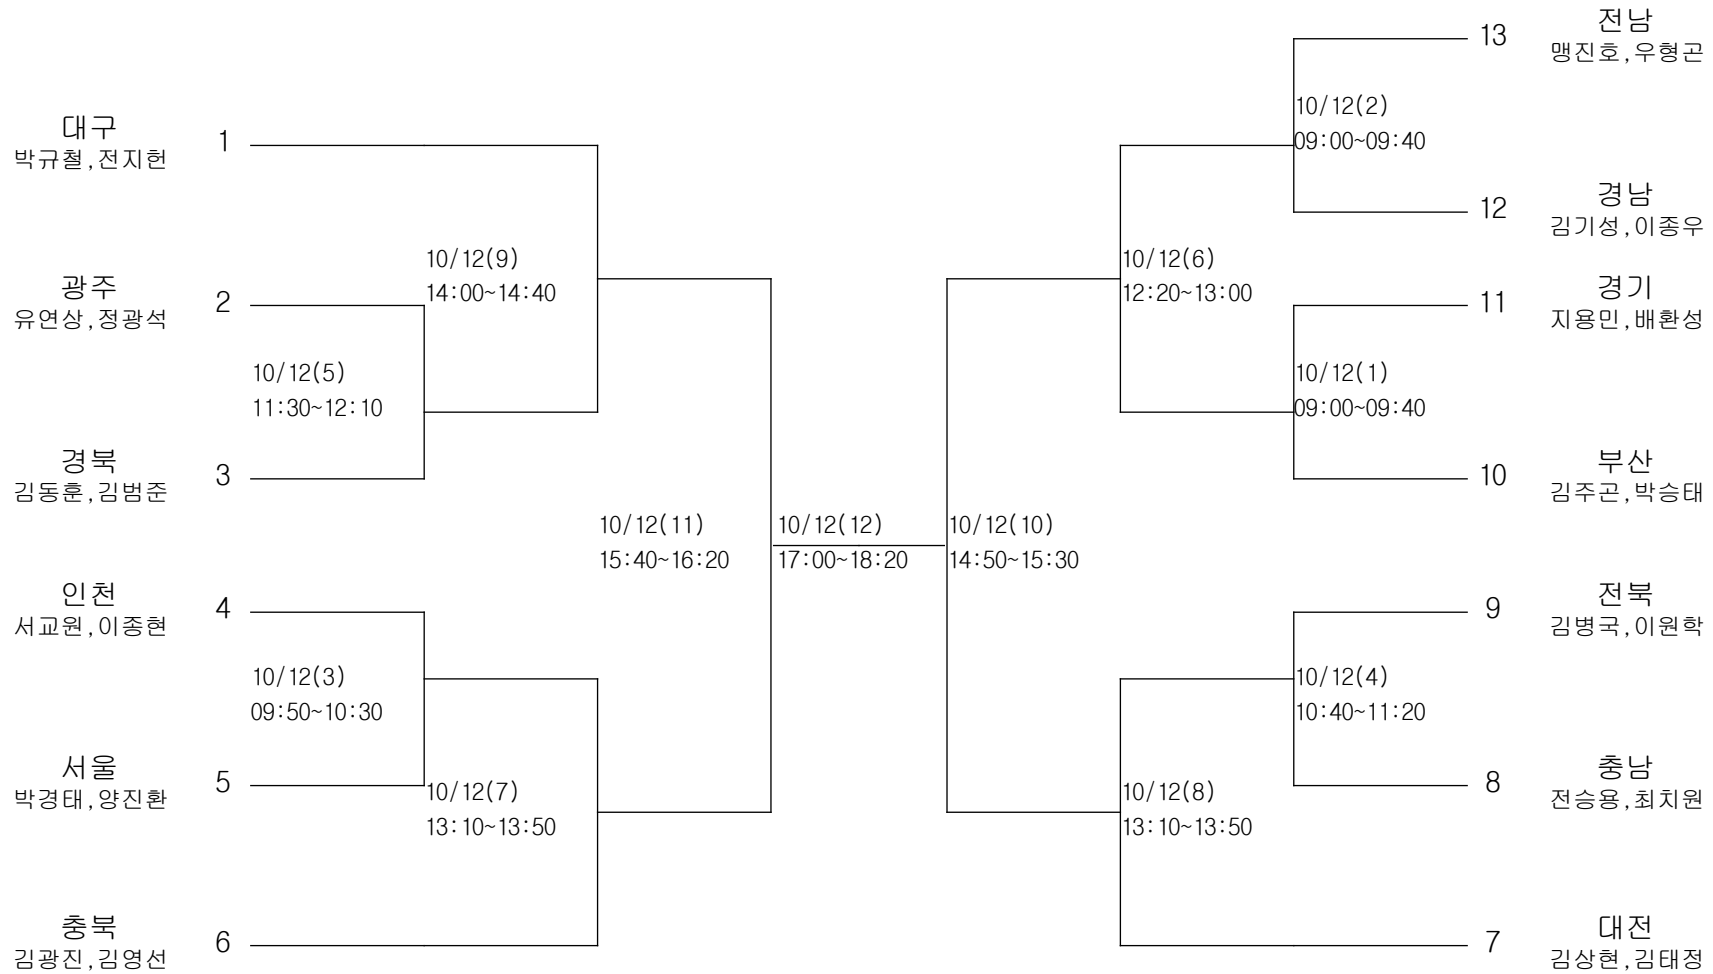 대구
박규철,전지헌
1
광주
유연상,정광석
2
경북
김동훈,김범준
3
인천
서교원,이종현
4
서울
박경태,양진환
5
충북
김광진,김영선
6
10/12(5)
11:30~12:10
10/12(3)
09:50~10:30
10/12(9)
14:00~14:40
10/12(7)
13:10~13:50
10/12(11)
15:40~16:20
10/12(12)
17:00~18:20
10/12(10)
14:50~15:30
10/12(6)
12:20~13:00
10/12(8)
13:10~13:50
10/12(2)
09:00~09:40
10/12(1)
09:00~09:40
10/12(4)
10:40~11:20
13
전남
맹진호,우형곤
12
경남
김기성,이종우
11
경기
지용민,배환성
10
부산
김주곤,박승태
9
전북
김병국,이원학
8
충남
전승용,최치원
7
대전
김상현,김태정